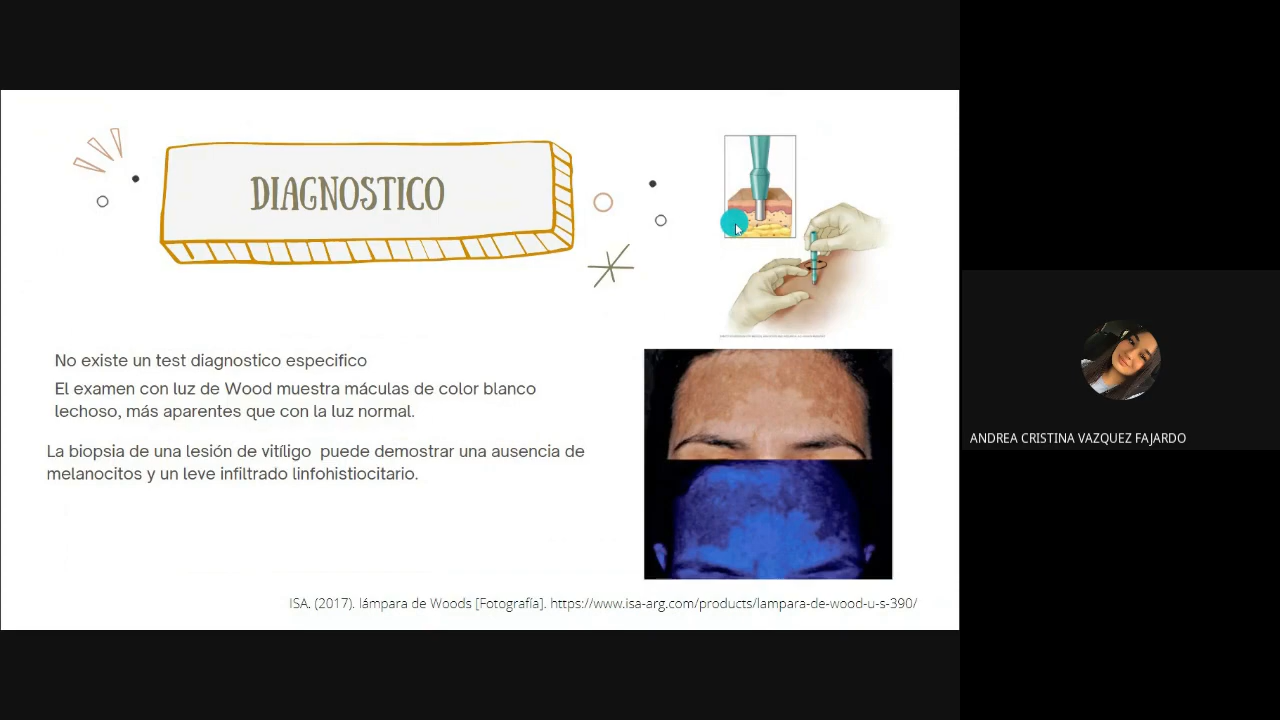 DIAGNOSTICO
No existe un test diagnostico especifico
El examen con luz de Wood muestra máculas de color blanco
lechoso, más aparentes que con la luz normal.
La biopsia de una lesión de vitíligo puede demostrar una ausencia de
melanocitos y un leve infiltrado linfohistiocitario.
ISA. (2017). lámpara de Woods [Fotografía]. https://www.isa-arg.com/products/lampara-de-wood-u-s-390/
ANDREA CRISTINA VAZQUEZ FAJARDO